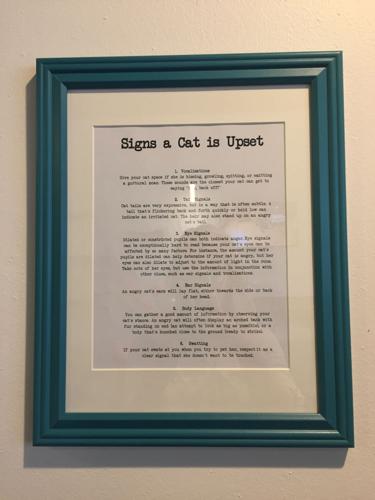 Signs a Cat is Upset
1. Vocalizations
Give your cat space if she is hissing, growling, spitting, or emitting
a guttural moan. These sounds are the closest your cat can get to
saying back off!"
2. Tail Signals
Cat tails are very expressive, but in a way that is often subtle. A
tail that's flickering back and forth quickly or held low can
indicate an irritated cat. The hair may also stand up on an angry
cat's tail.
3. Eye Signals
Dilated or constricted pupils can both indicate anger. Eye signals
can be exceptionally hard to read because your cat's eyes can be
affected by so many factors. For instance, the amount your cat's
pupils are dilated can help determine if your cat is angry, but her
eyes can also dilate to adjust to the amount of light in the room.
Take note of her eyes, but use the information in conjunction with
other clues, such as ear signals and vocalizations.
4. Ear Signals
An angry cat's ears will lay flat, either towards the side or back
of her head.
5. Body Language
You can gather a good amount of information by observing your
cat's stance. An angry cat will often display an arched back with
fur standing on end (an attempt to look as big as possible), or a
body that's hunched close to the ground (ready to strike).
6. Swatting
If your cat swats at you when you try to pet her, respect it as a
clear signal that she doesn't want to be touched.